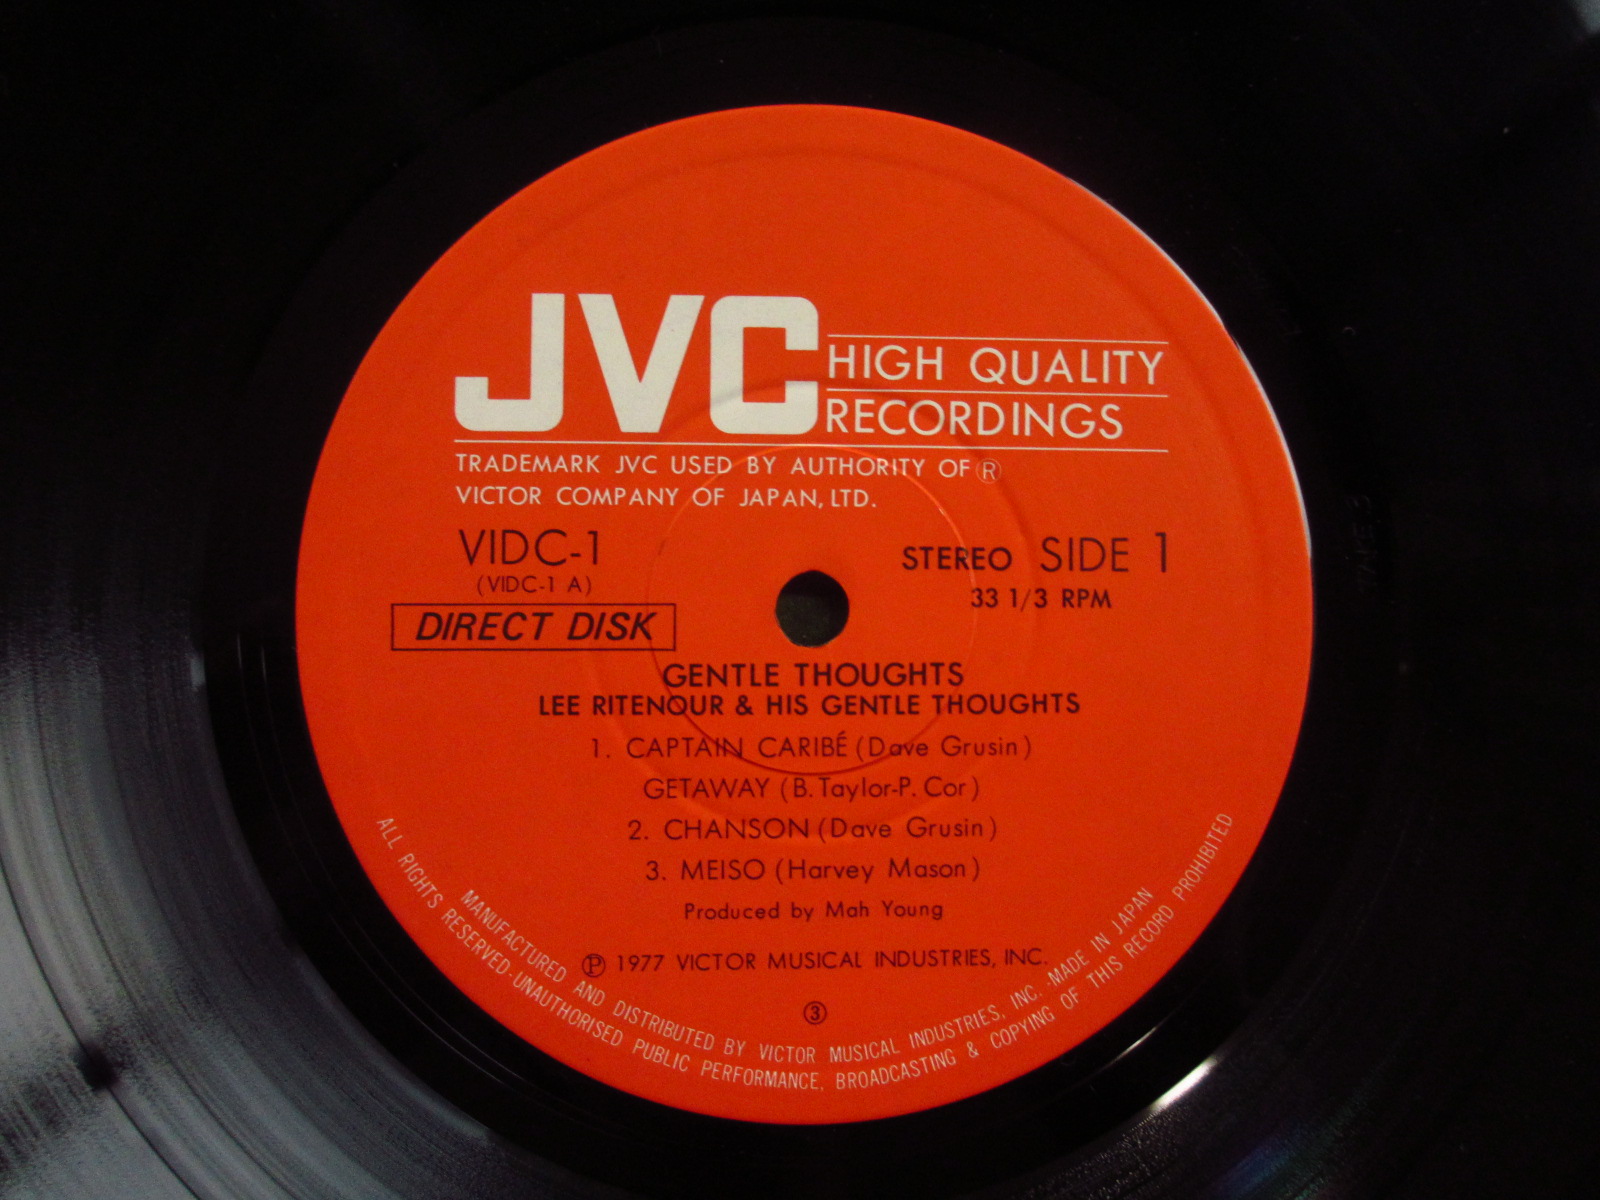 JVC HIGH QUALITY
RECORDINGS
TRADEMARK JVC USED BY AUTHORITY OF Ⓡ
VICTOR COMPANY OF JAPAN, LTD.
VIDC-1
(VIDC-1 A)
DIRECT DISK
STEREO SIDE 1
33 1/3 RPM
GENTLE THOUGHTS
LEE RITENOUR & HIS GENTLE THOUGHTS
1. CAPTAIN CARIBÉ (Dave Grusin)
GETAWAY (B. Taylor-P. Cor)
2. CHANSON (Dave Grusin)
3. MEISO (Harvey Mason)
Produced by Mah Young
Ⓟ 1977 VICTOR MUSICAL INDUSTRIES, INC.
③
MANUFACTURED AND DISTRIBUTED BY VICTOR MUSICAL INDUSTRIES, INC. · MADE IN JAPAN
ALL RIGHTS RESERVED · UNAUTHORISED PUBLIC PERFORMANCE, BROADCASTING & COPYING OF THIS RECORD PROHIBITED